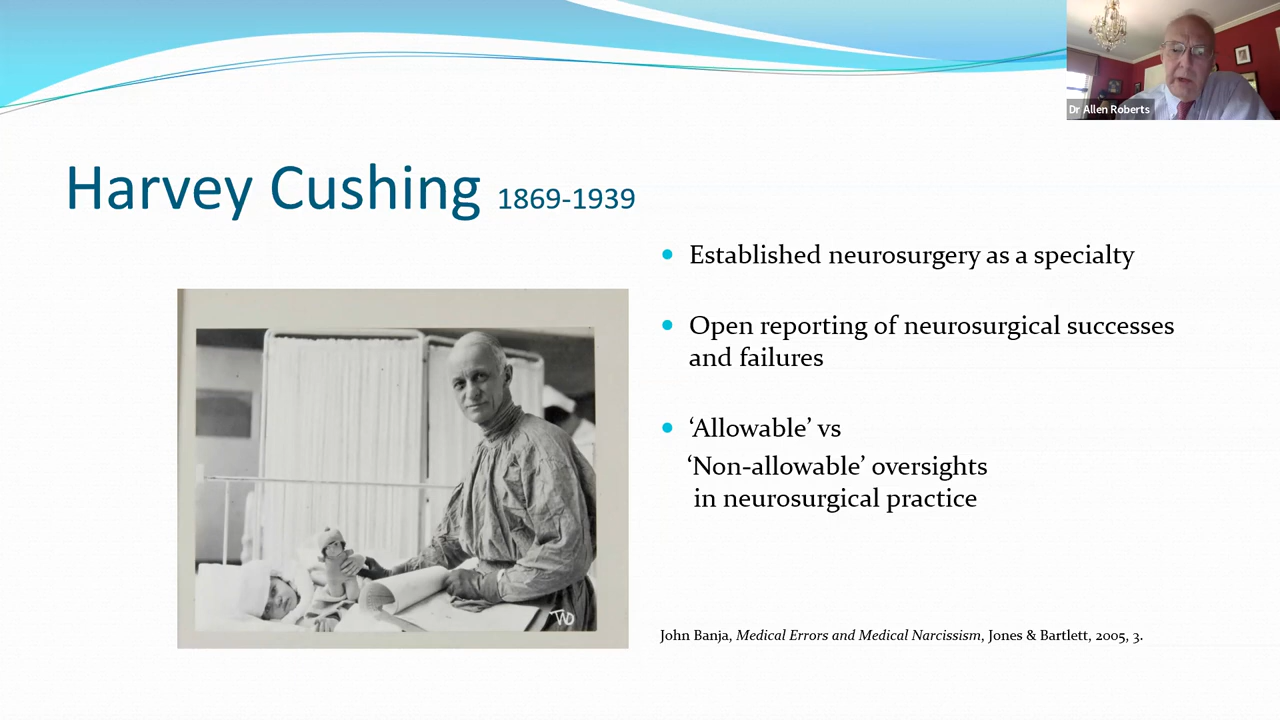 Dr Allen Roberts
Harvey Cushing 1869-1939
Established neurosurgery as a specialty
Open reporting of neurosurgical successes
and failures
‘Allowable’ vs
‘Non-allowable’ oversights
in neurosurgical practice
TWD
John Banja, Medical Errors and Medical Narcissism, Jones & Bartlett, 2005, 3.